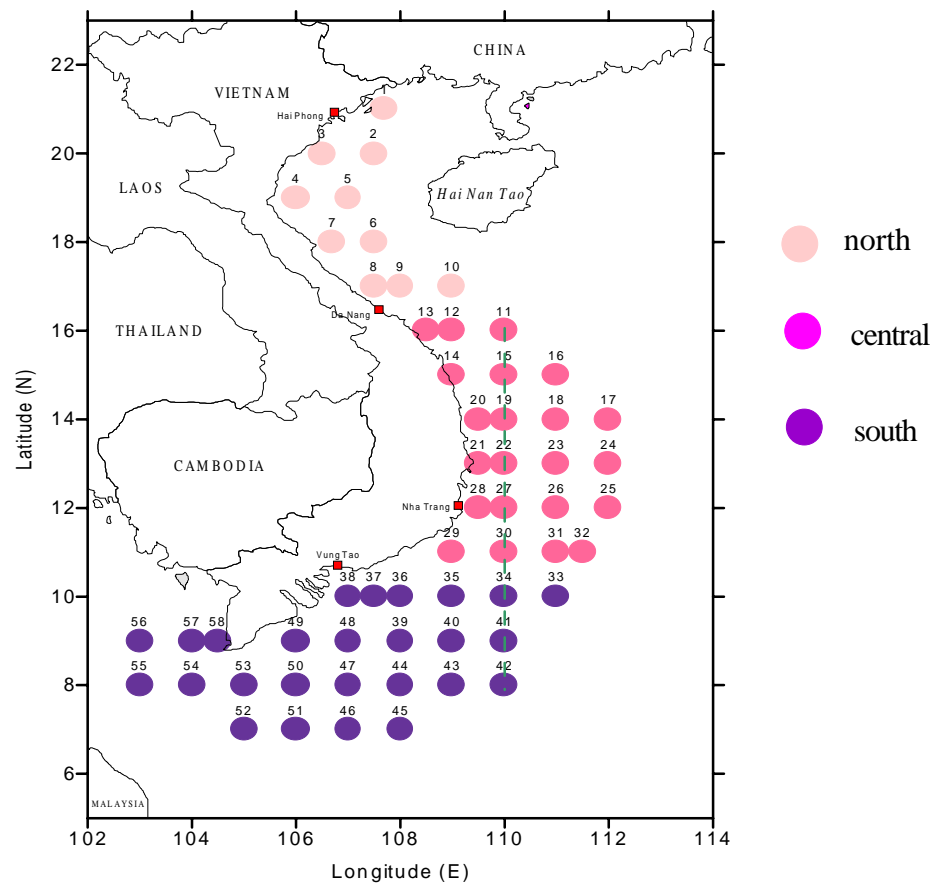 CHINA
22
VIETNAM
1
Hai Phong
3 2
20
LAOS
4 5
Hai Nan Tao
7 6
18
north
8 9 10
Da Nang
13 12 11
16
THAILAND
central
14 15 16
20 19 18 17
14
south
21 22 23 24
CAMBODIA
28 27 26 25
12
Nha Trang
29 30 31 32
Vung Tao
38 37 36 35 34 33
10
56 57 58 49 48 39 40 41
55 54 53 50 47 44 43 42
8
52 51 46 45
6
MALAYSIA
102 104 106 108 110 112 114
Longitude (E)
Latitude (N)